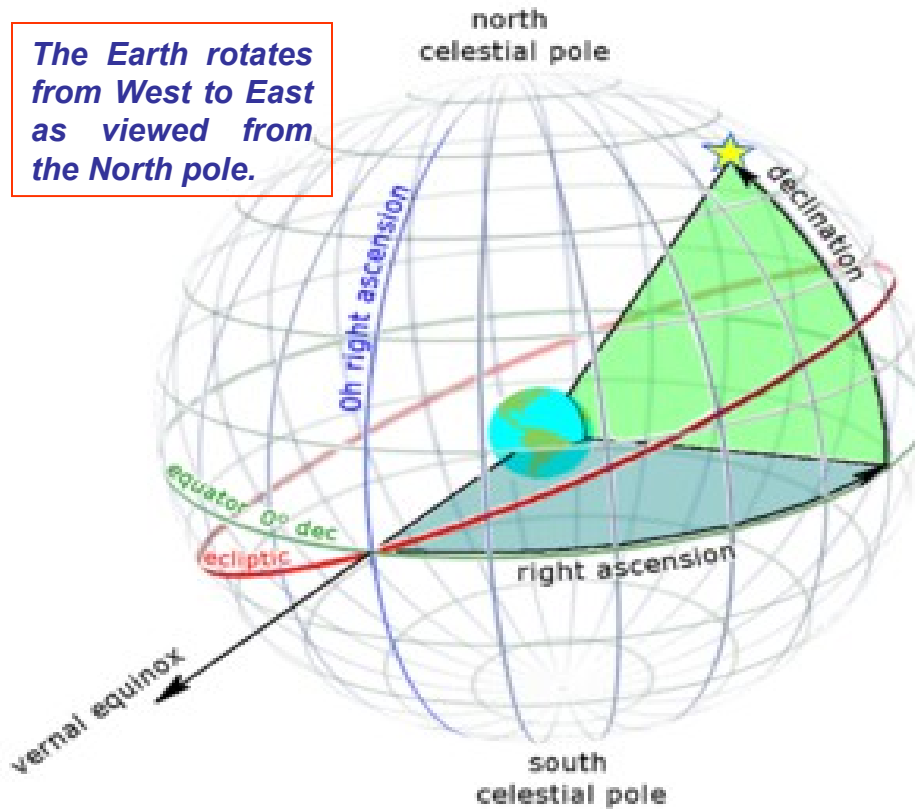 north
celestial pole
The Earth rotates
from West to East
as viewed from
the North pole.
declination
0h right ascension
equator 0º dec
ecliptic
right ascension
vernal equinox
south
celestial pole